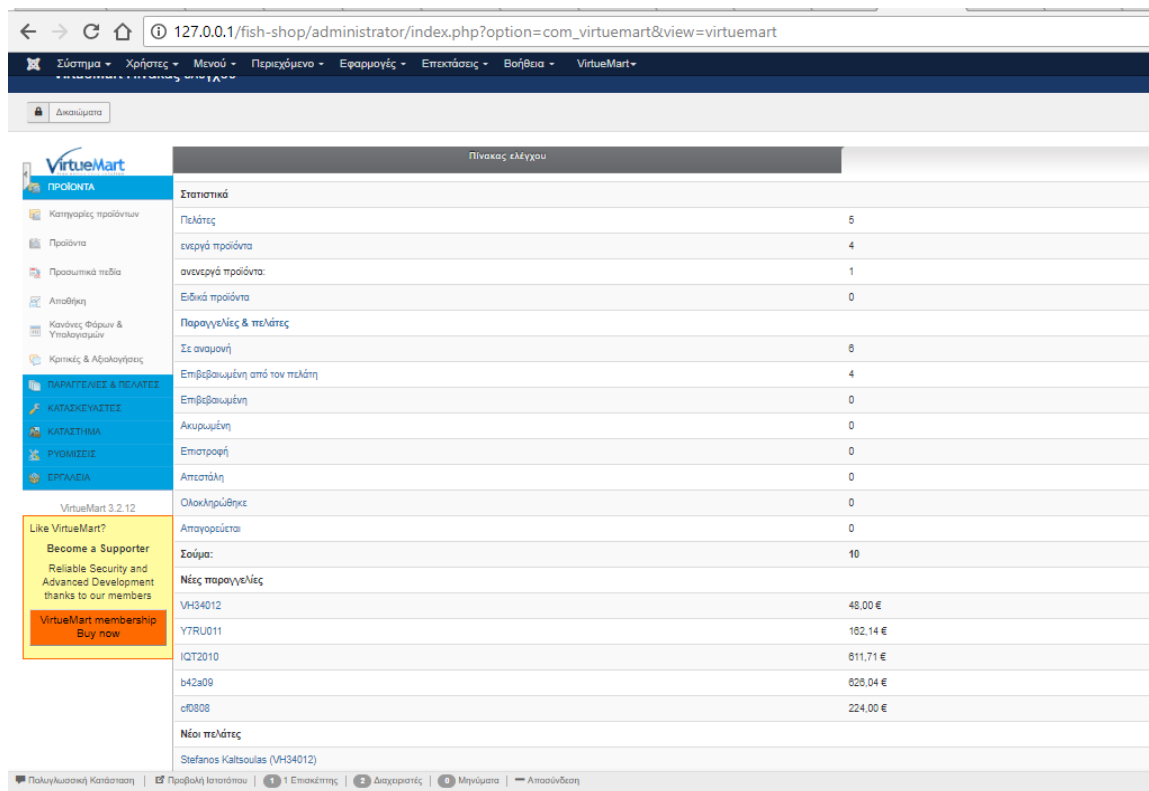 127.0.0.1/fish-shop/administrator/index.php?option=com_virtuemart&view=virtuemart
Σύστημα Χρήστες Μενού Περιεχόμενο Εφαρμογές Επεκτάσεις Βοήθεια VirtueMart
VirtueMart Πίνακας ελέγχου
Δικαιώματα
VirtueMart
Πίνακας ελέγχου
ΠΡΟΪΟΝΤΑ
Κατηγορίες προϊόντων
Προϊόντα
Προσωπικά πεδία
Αποθήκη
Κανόνες Φόρων &
Υπολογισμών
Κριτικές & Αξιολογήσεις
ΠΑΡΑΓΓΕΛΙΕΣ & ΠΕΛΑΤΕΣ
ΚΑΤΑΣΚΕΥΑΣΤΕΣ
ΚΑΤΑΣΤΗΜΑ
ΡΥΘΜΙΣΕΙΣ
ΕΡΓΑΛΕΙΑ
VirtueMart 3.2.12
Like VirtueMart?
Become a Supporter
Reliable Security and
Advanced Development
thanks to our members
VirtueMart membership
Buy now
Στατιστικά
Πελάτες 5
ενεργά προϊόντα 4
ανενεργά προϊόντα: 1
Ειδικά προϊόντα 0
Παραγγελίες & πελάτες
Σε αναμονή 6
Επιβεβαιωμένη από τον πελάτη 4
Επιβεβαιωμένη 0
Ακυρωμένη 0
Επιστροφή 0
Απεστάλη 0
Ολοκληρώθηκε 0
Απαγορεύεται 0
Σούμα: 10
Νέες παραγγελίες
VH34012 48,00 €
Y7RU011 162,14 €
IQT2010 611,71 €
b42a09 626,04 €
cf0808 224,00 €
Νέοι πελάτες
Stefanos Kaltsoulas (VH34012)
Πολυγλωσσική Κατάσταση | Προβολή Ιστοτόπου | 1 1 Επισκέπτης | 2 Διαχειριστές | 0 Μηνύματα | Αποσύνδεση